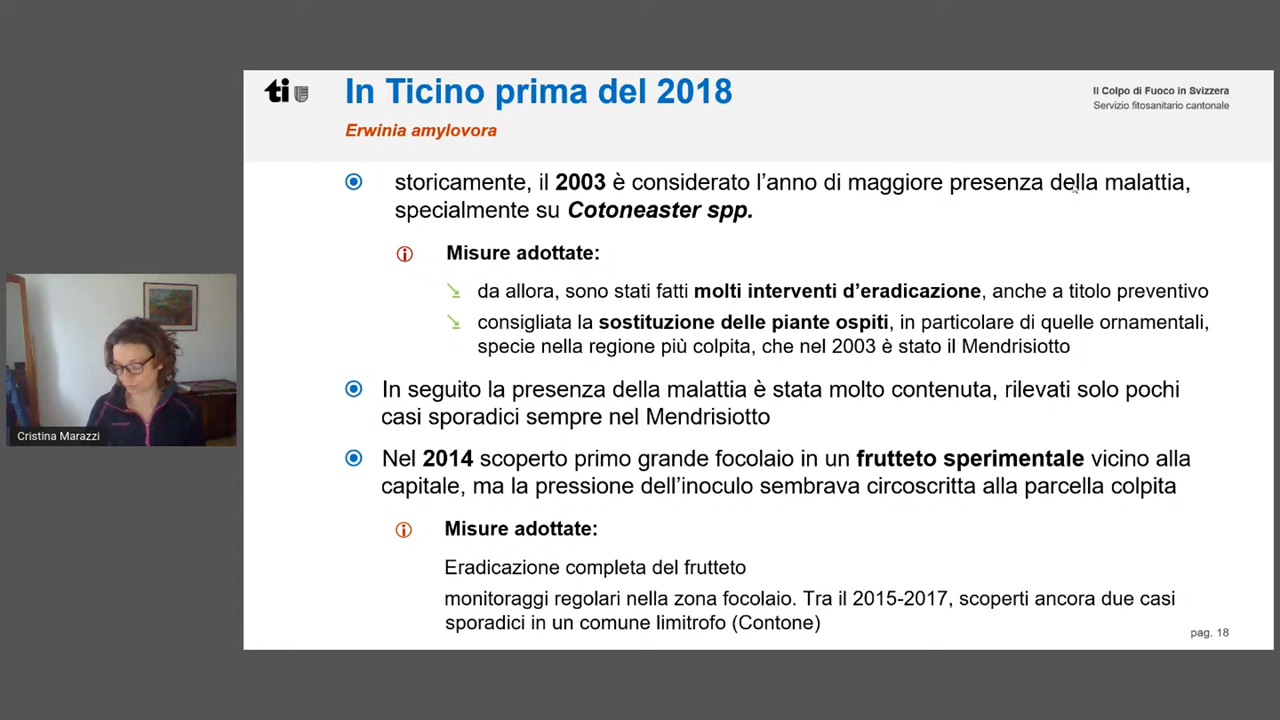 ti
In Ticino prima del 2018
Il Colpo di Fuoco in Svizzera
Servizio fitosanitario cantonale
Erwinia amylovora
storicamente, il 2003 è considerato l'anno di maggiore presenza della malattia,
specialmente su Cotoneaster spp.
Misure adottate:
da allora, sono stati fatti molti interventi d'eradicazione, anche a titolo preventivo
consigliata la sostituzione delle piante ospiti, in particolare di quelle ornamentali,
specie nella regione più colpita, che nel 2003 è stato il Mendrisiotto
In seguito la presenza della malattia è stata molto contenuta, rilevati solo pochi
casi sporadici sempre nel Mendrisiotto
Nel 2014 scoperto primo grande focolaio in un frutteto sperimentale vicino alla
capitale, ma la pressione dell'inoculo sembrava circoscritta alla parcella colpita
Misure adottate:
Eradicazione completa del frutteto
monitoraggi regolari nella zona focolaio. Tra il 2015-2017, scoperti ancora due casi
sporadici in un comune limitrofo (Contone)
pag. 18
Cristina Marazzi